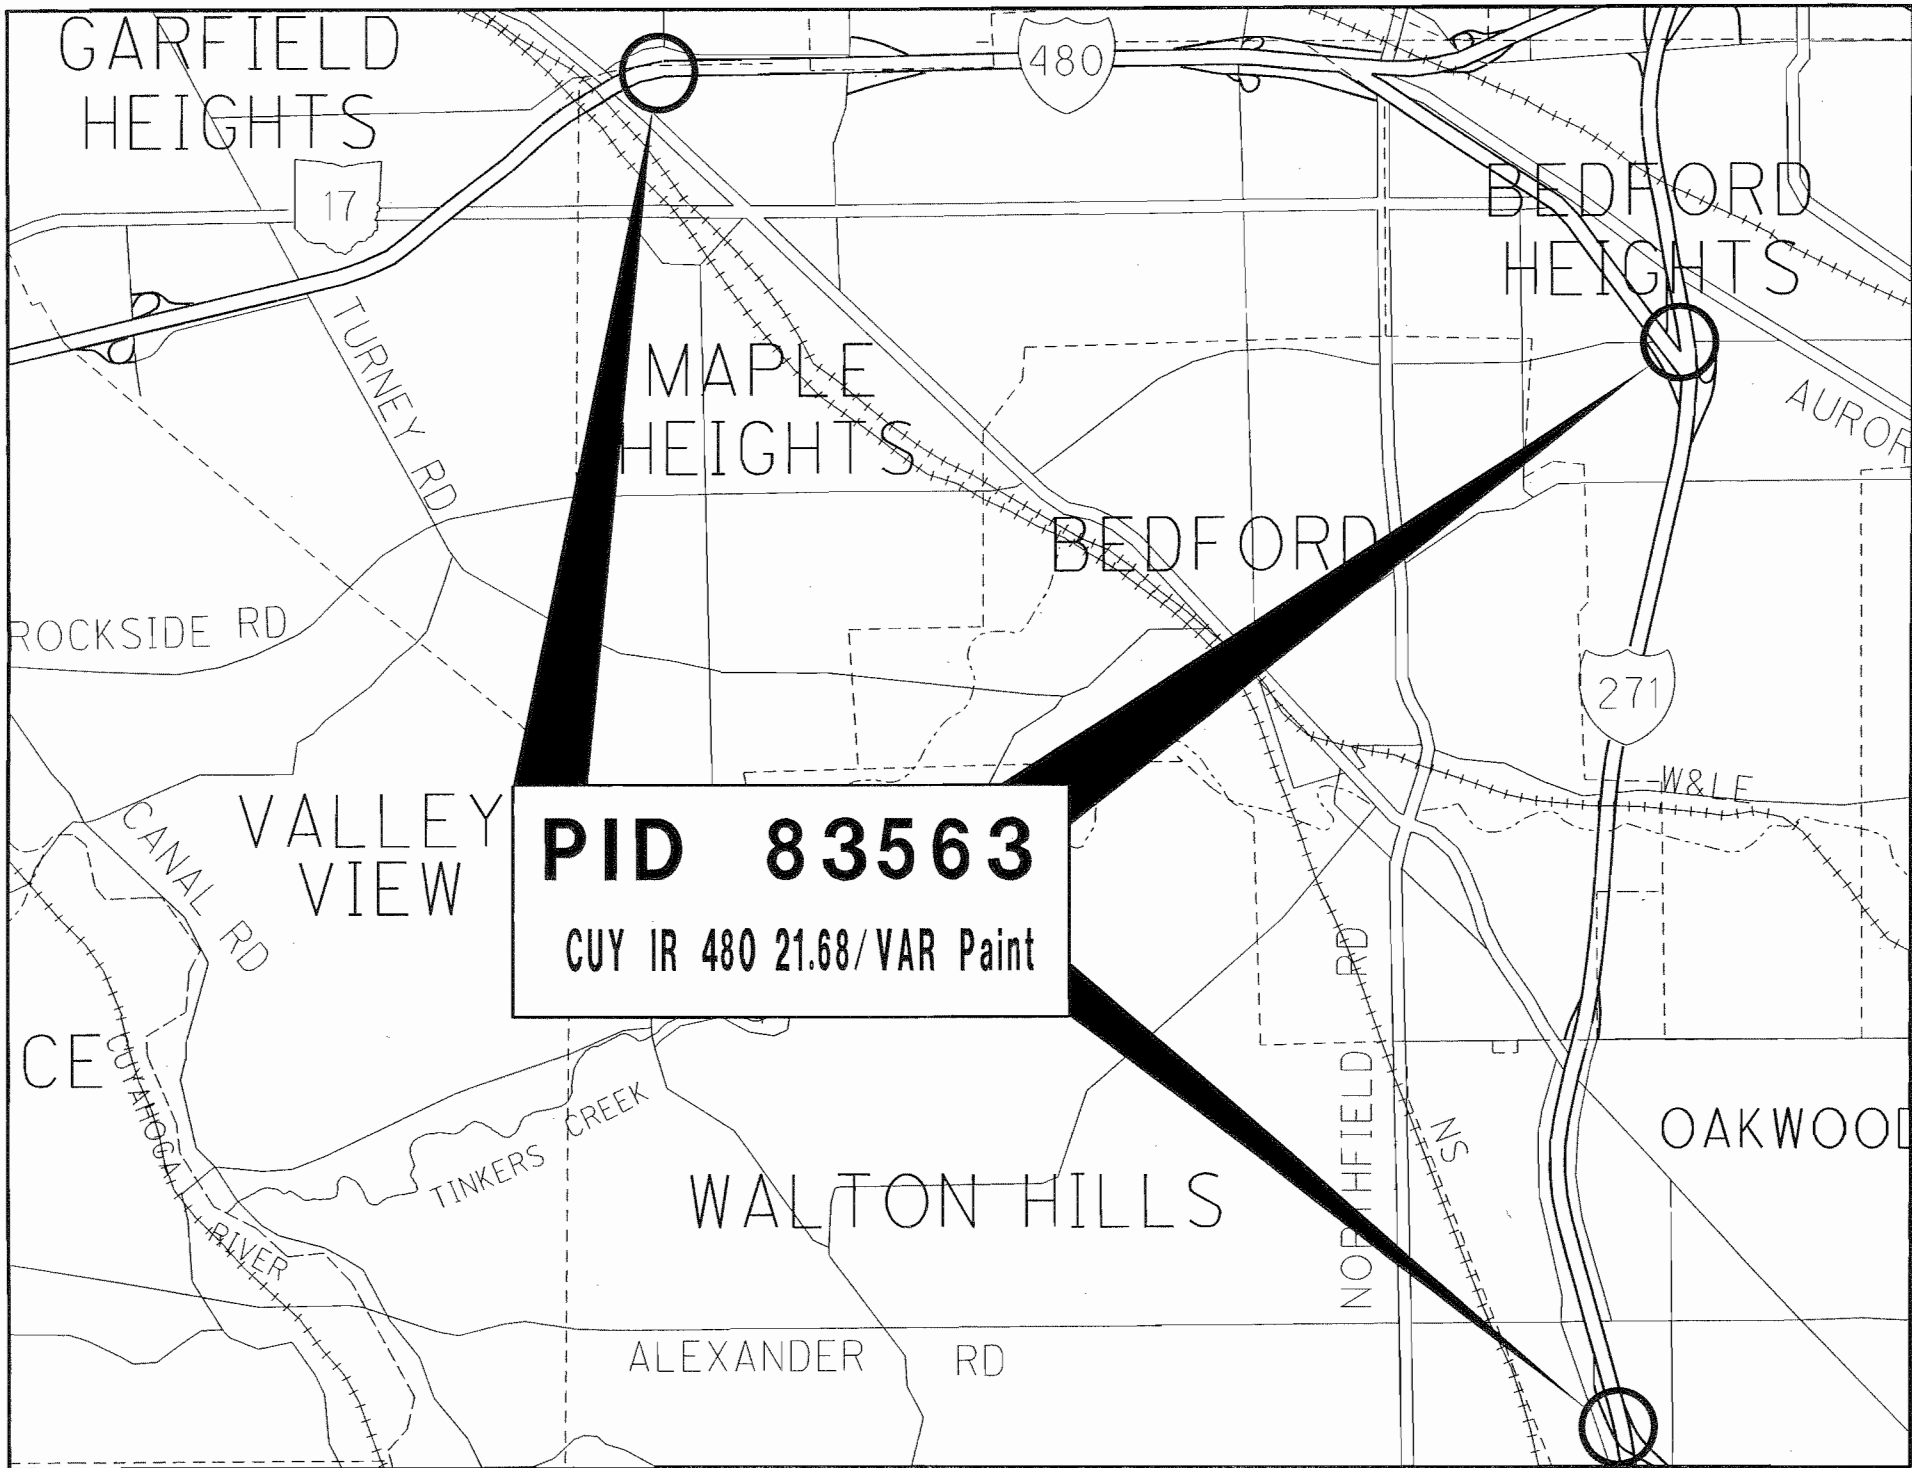 GARFIELD
HEIGHTS
480
17
BEDFORD
HEIGHTS
TURNEY RD
MAPLE
HEIGHTS
AUROR
BEDFORD
ROCKSIDE RD
271
W&LE
VALLEY
VIEW
CANAL RD
PID 83563
CUY IR 480 21.68/VAR Paint
NORTHFIELD RD
CE
CUYAHOGA
RIVER
TINKERS CREEK
NS
OAKWOOD
WALTON HILLS
ALEXANDER RD